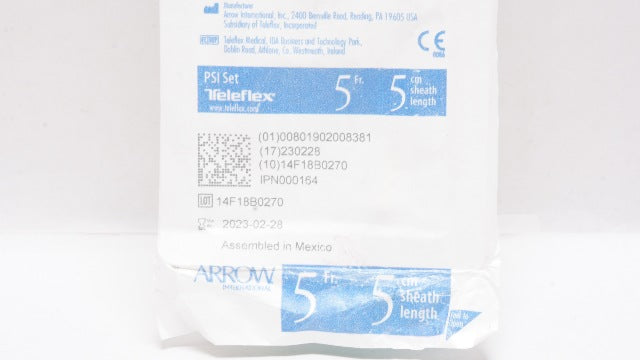 Arrow International, Inc., 2400 Bernville Road, Reading, PA 19605 USA
Subsidiary of Teleflex, Incorporated
Teleflex Medical, IDA Business and Technology Park,
Dublin Road, Athlone, Co. Westmeath, Ireland
CE
PSI Set
Teleflex®
www.teleflex.com
5 Fr. 5 cm sheath length
(01)00801902008381
(17)230228
(10)14F18B0270
IPN000164
LOT 14F18B0270
2023-02-28
Assembled in Mexico
ARROW
INTERNATIONAL
5 Fr. 5 cm sheath length